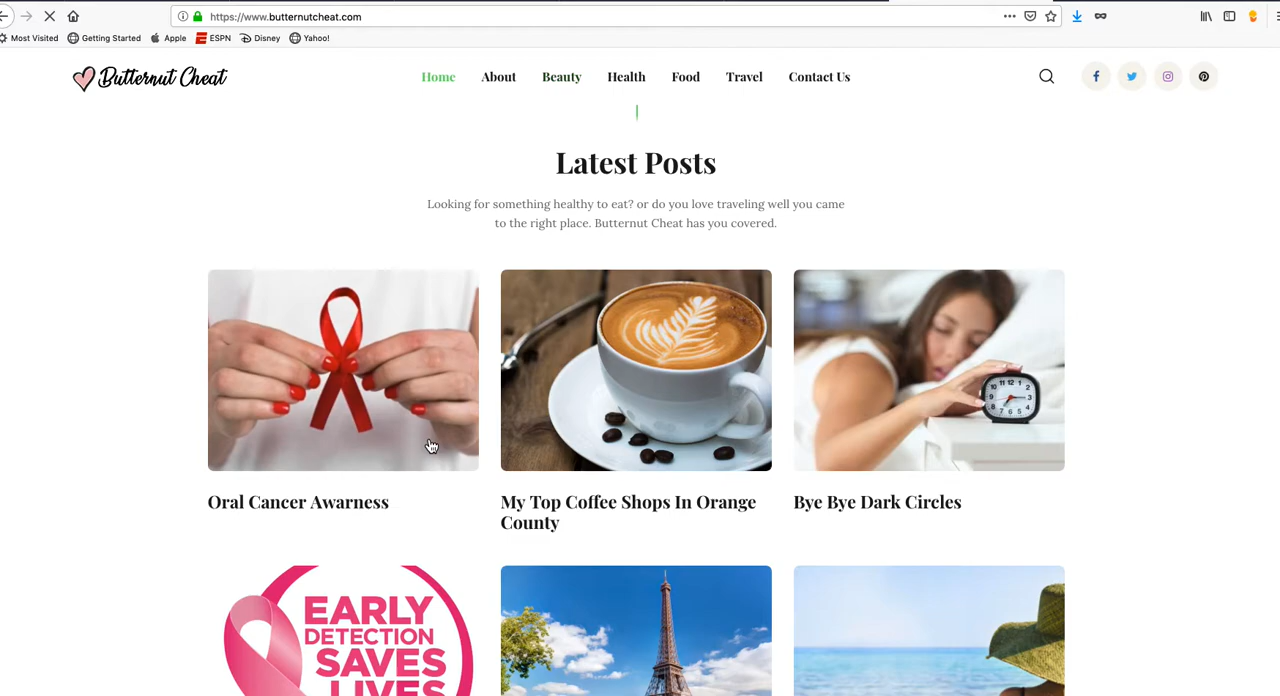 https://www.butternutcheat.com
Most Visited Getting Started Apple ESPN Disney Yahoo!
Butternut Cheat Home About Beauty Health Food Travel Contact Us
Latest Posts
Looking for something healthy to eat? or do you love traveling well you came
to the right place. Butternut Cheat has you covered.
Oral Cancer Awarness
My Top Coffee Shops In Orange
County
Bye Bye Dark Circles
EARLY
DETECTION
SAVES
LIVES